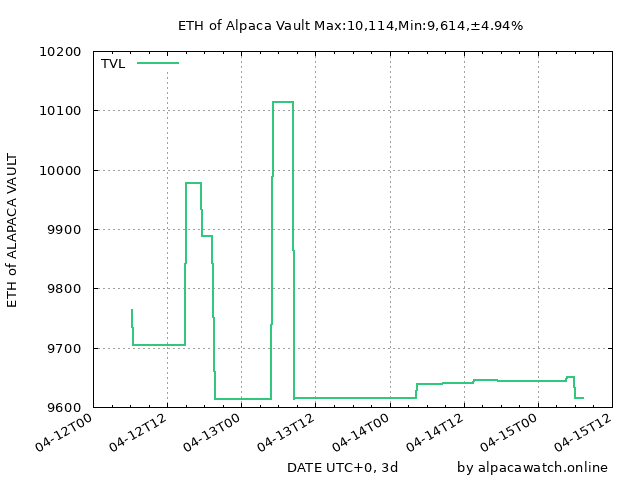 ETH of Alpaca Vault Max:10,114,Min:9,614,±4.94%
TVL
10200
10100
10000
9900
9800
9700
9600
ETH of ALAPACA VAULT
04-12T00
04-12T12
04-13T00
04-13T12
04-14T00
04-14T12
04-15T00
04-15T12
DATE UTC+0, 3d
by alpacawatch.online